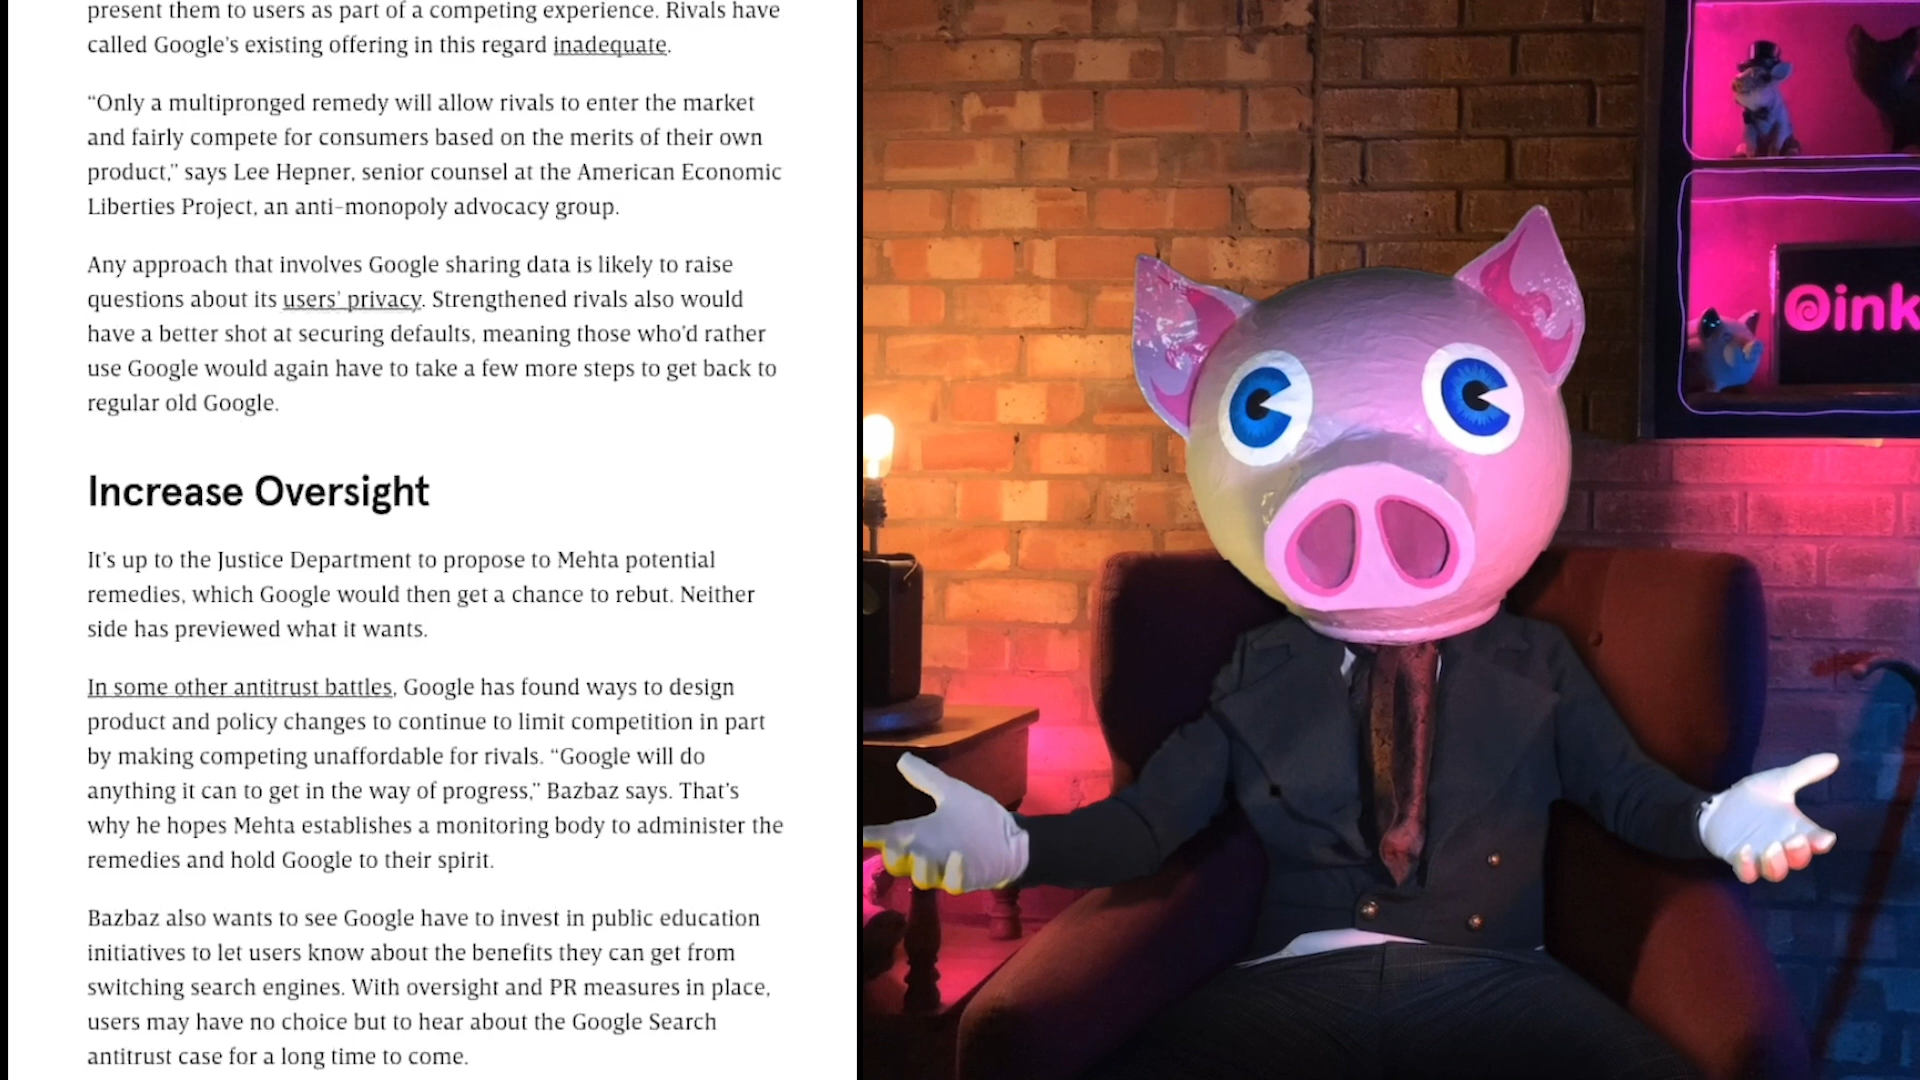 present them to users as part of a competing experience. Rivals have
called Google's existing offering in this regard inadequate.
“Only a multipronged remedy will allow rivals to enter the market
and fairly compete for consumers based on the merits of their own
product,” says Lee Hepner, senior counsel at the American Economic
Liberties Project, an anti-monopoly advocacy group.
Any approach that involves Google sharing data is likely to raise
questions about its users' privacy. Strengthened rivals also would
have a better shot at securing defaults, meaning those who'd rather
use Google would again have to take a few more steps to get back to
regular old Google.
Increase Oversight
It's up to the Justice Department to propose to Mehta potential
remedies, which Google would then get a chance to rebut. Neither
side has previewed what it wants.
In some other antitrust battles, Google has found ways to design
product and policy changes to continue to limit competition in part
by making competing unaffordable for rivals. “Google will do
anything it can to get in the way of progress,” Bazbaz says. That's
why he hopes Mehta establishes a monitoring body to administer the
remedies and hold Google to their spirit.
Bazbaz also wants to see Google have to invest in public education
initiatives to let users know about the benefits they can get from
switching search engines. With oversight and PR measures in place,
users may have no choice but to hear about the Google Search
antitrust case for a long time to come.
Oink